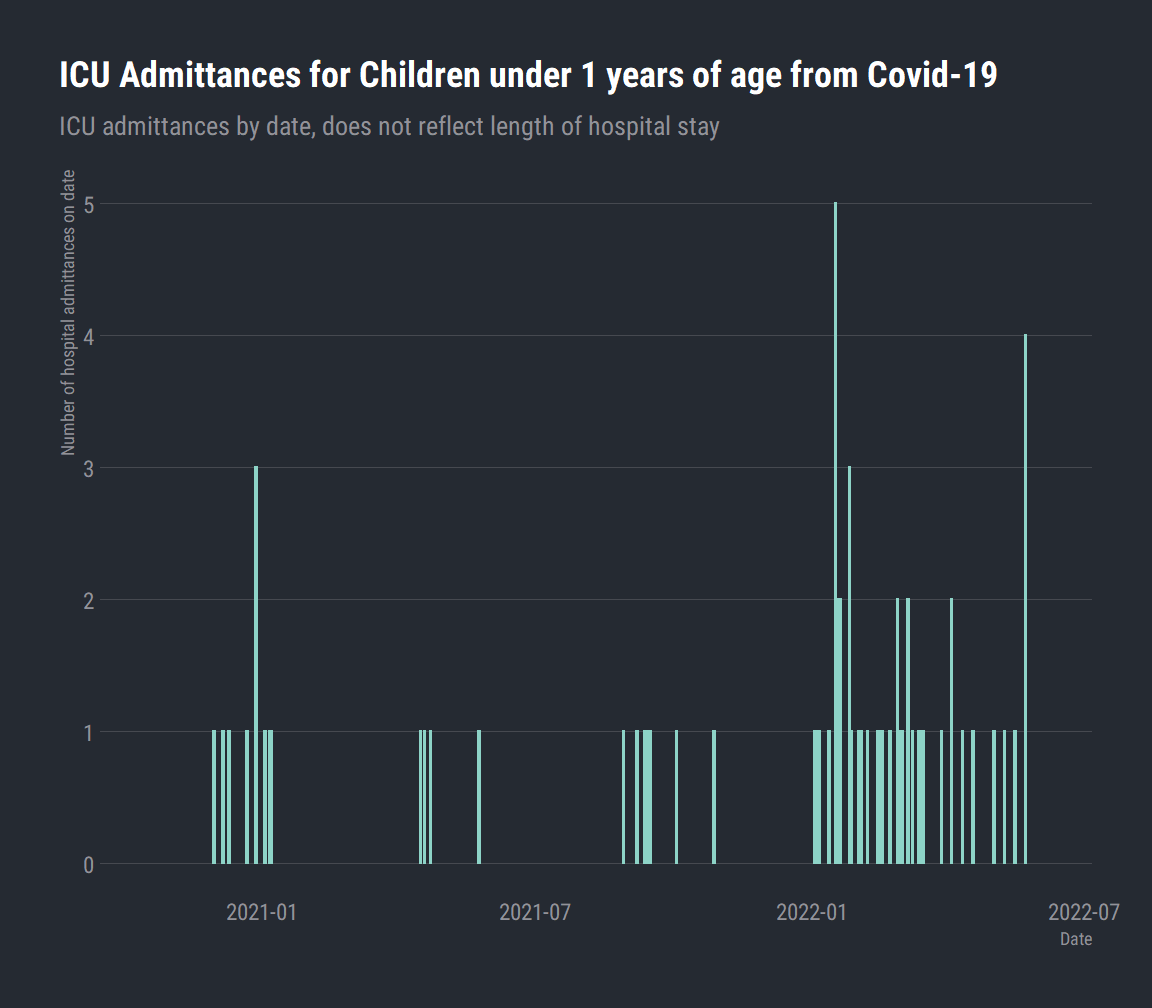 ICU Admittances for Children under 1 years of age from Covid-19
ICU admittances by date, does not reflect length of hospital stay
Number of hospital admittances on date
5
4
3
2
1
0
2021-01
2021-07
2022-01
2022-07
Date